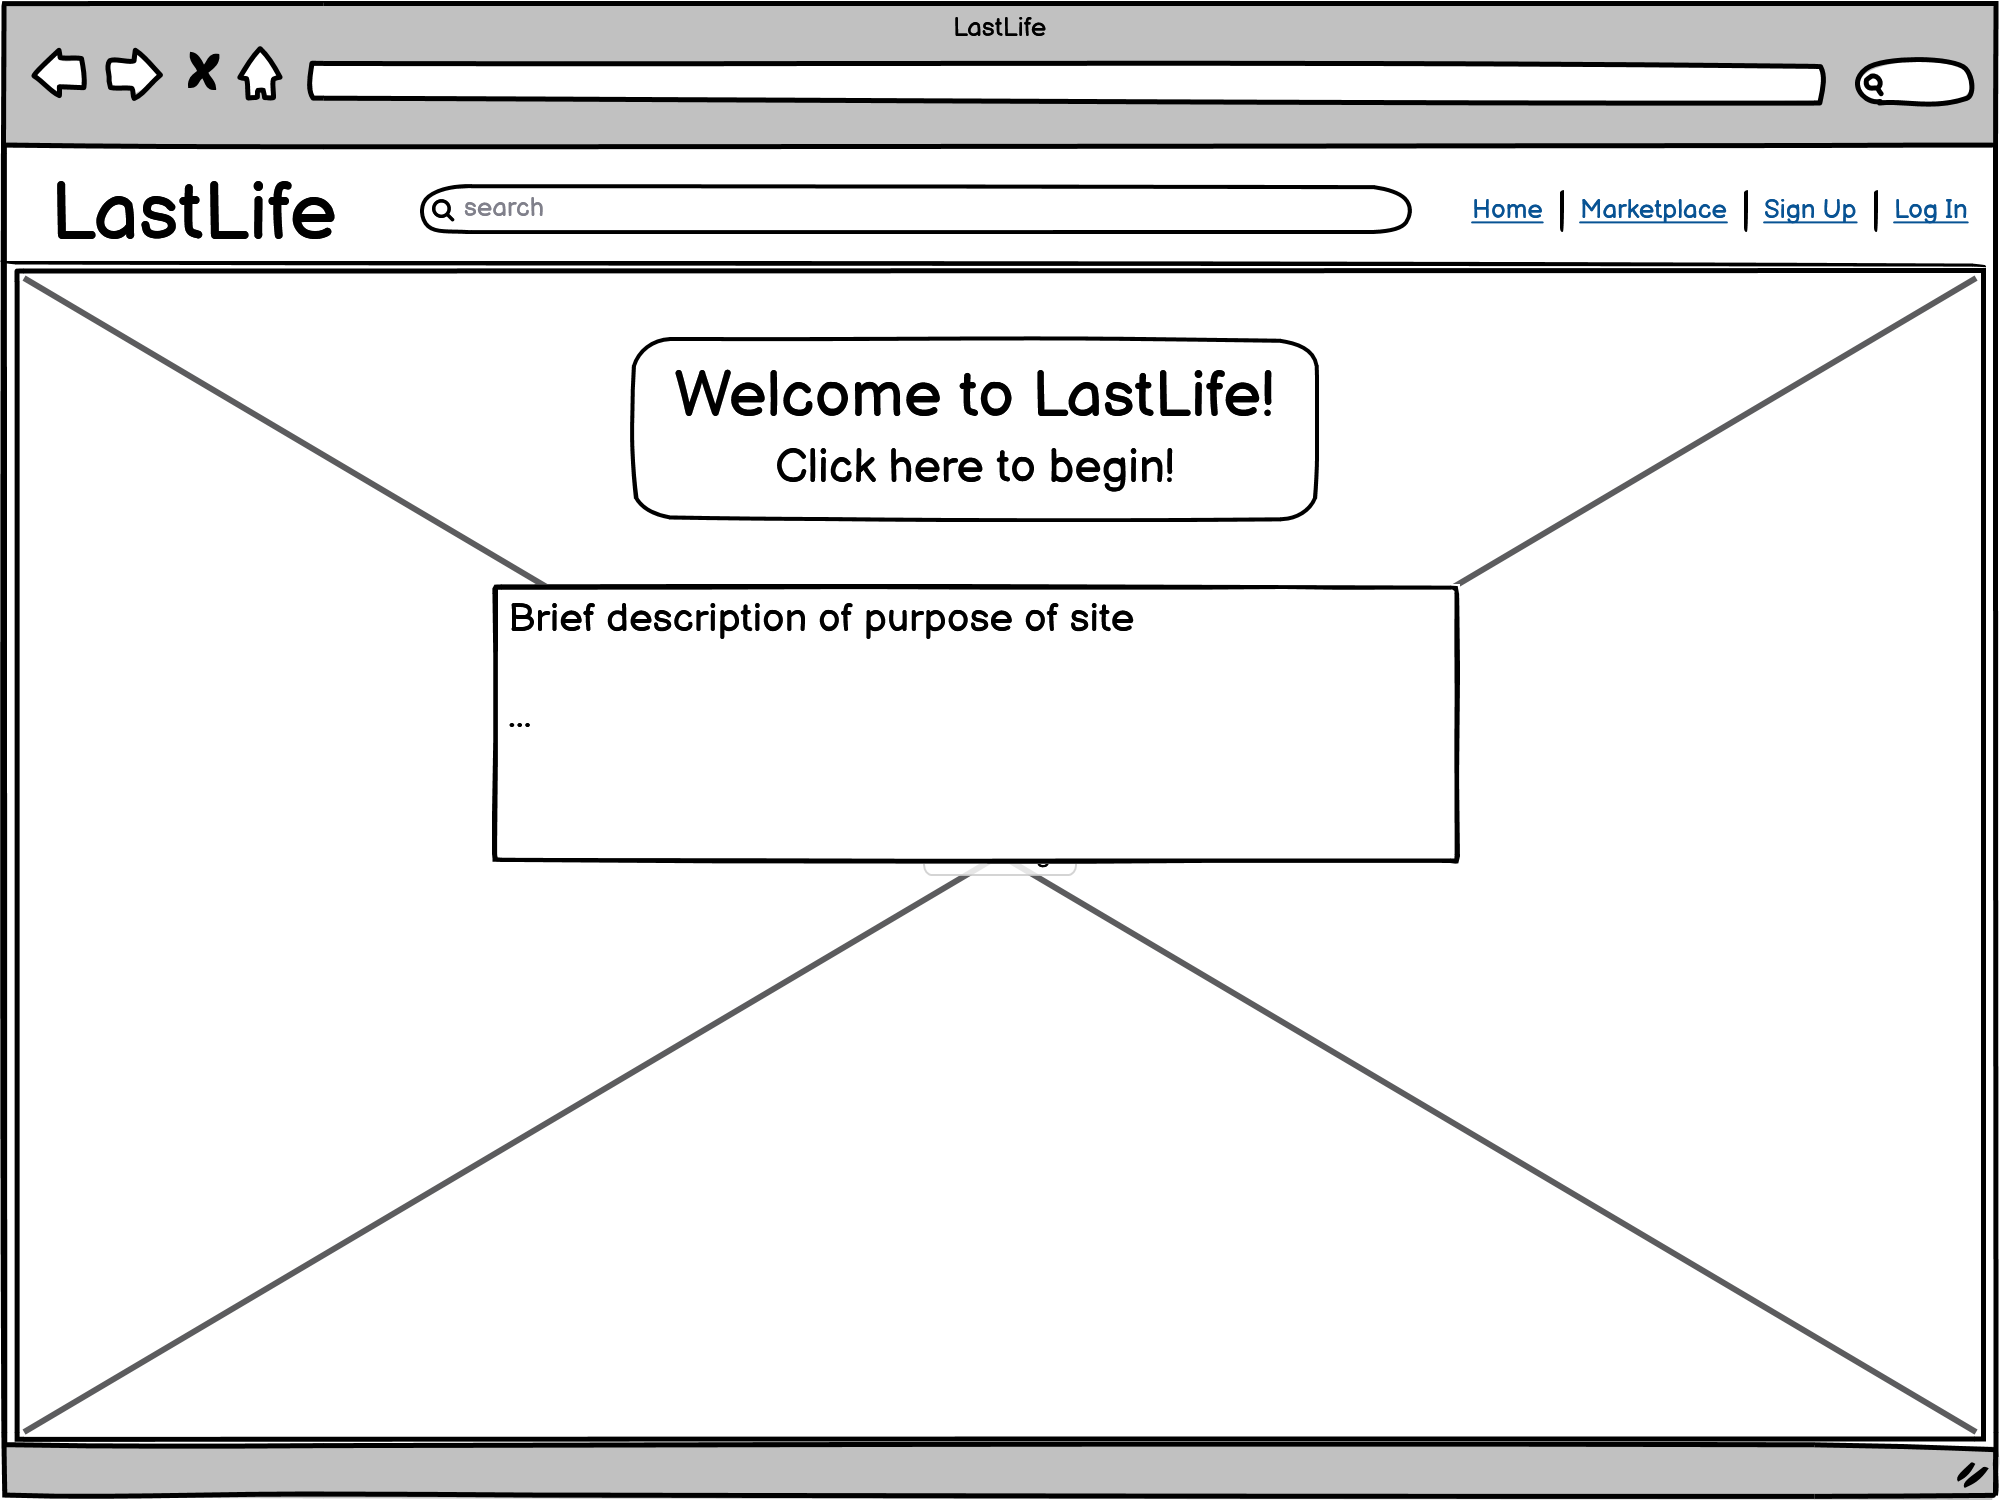 LastLife
LastLife
search
Home | Marketplace | Sign Up | Log In
Welcome to LastLife!
Click here to begin!
Brief description of purpose of site
...